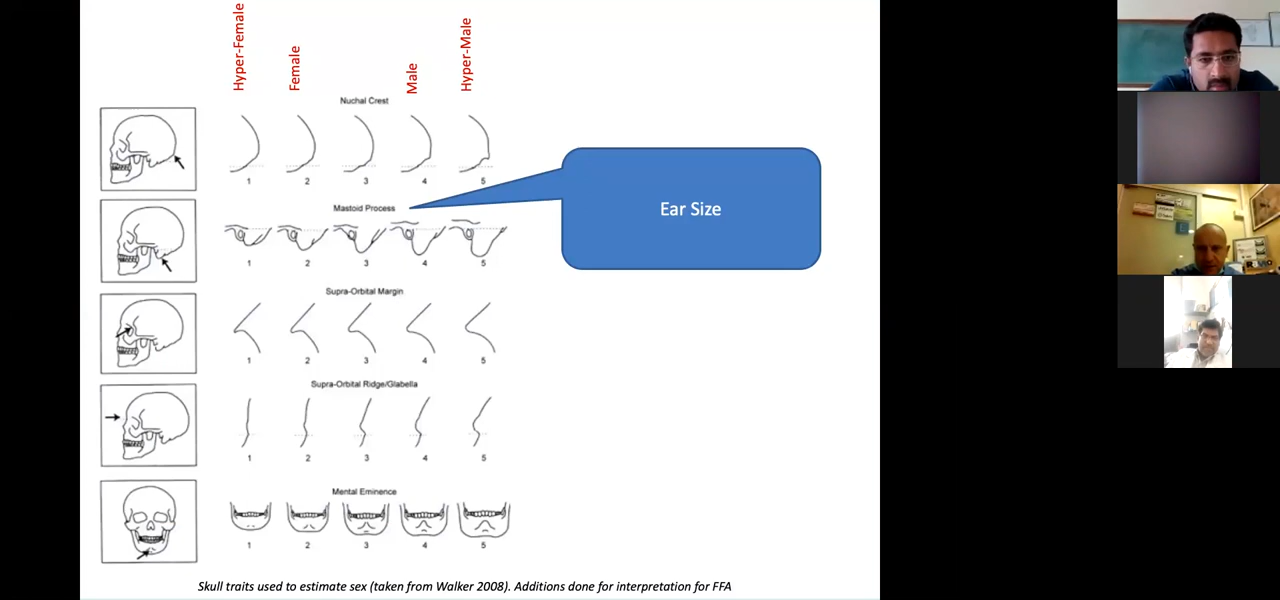 Hyper-Female
Female
Male
Hyper-Male
Nuchal Crest
1 2 3 4 5
Mastoid Process
1 2 3 4 5
Ear Size
Supra-Orbital Margin
1 2 3 4 5
Supra-Orbital Ridge/Glabella
1 2 3 4 5
Mental Eminence
1 2 3 4 5
Skull traits used to estimate sex (taken from Walker 2008). Additions done for interpretation for FFA